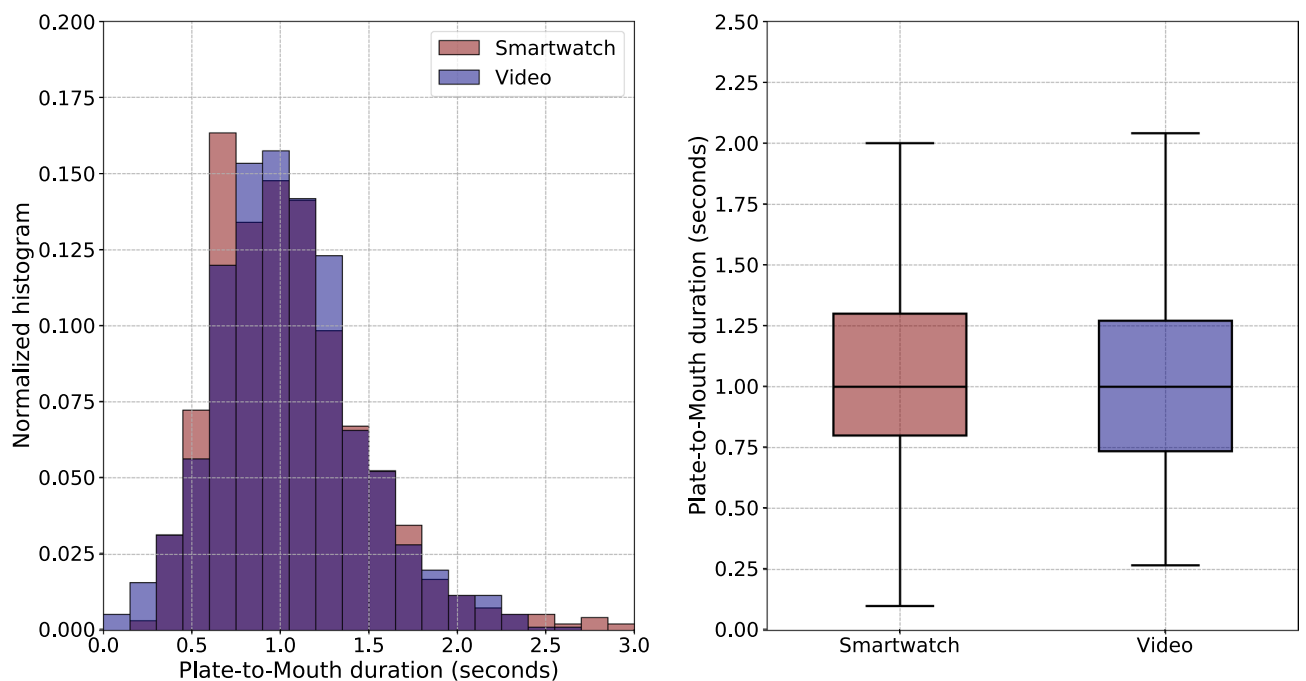 0.200
0.175
0.150
0.125
0.100
0.075
0.050
0.025
0.000
Normalized histogram
Smartwatch
Video
0.0 0.5 1.0 1.5 2.0 2.5 3.0
Plate-to-Mouth duration (seconds)
2.50
2.25
2.00
1.75
1.50
1.25
1.00
0.75
0.50
0.25
0.00
Plate-to-Mouth duration (seconds)
Smartwatch Video